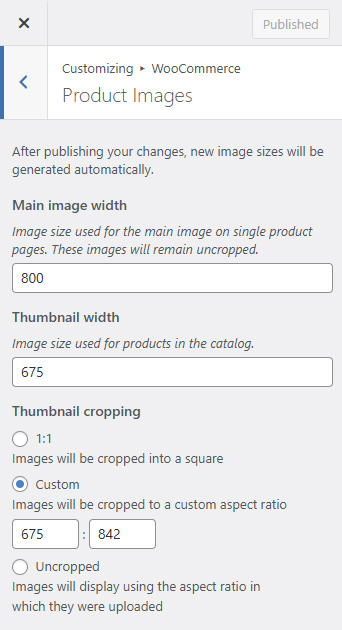 Published
Customizing ▸ WooCommerce
Product Images
After publishing your changes, new image sizes will be
generated automatically.
Main image width
Image size used for the main image on single product
pages. These images will remain uncropped.
800
Thumbnail width
Image size used for products in the catalog.
675
Thumbnail cropping
1:1
Images will be cropped into a square
Custom
Images will be cropped to a custom aspect ratio
675 : 842
Uncropped
Images will display using the aspect ratio in
which they were uploaded